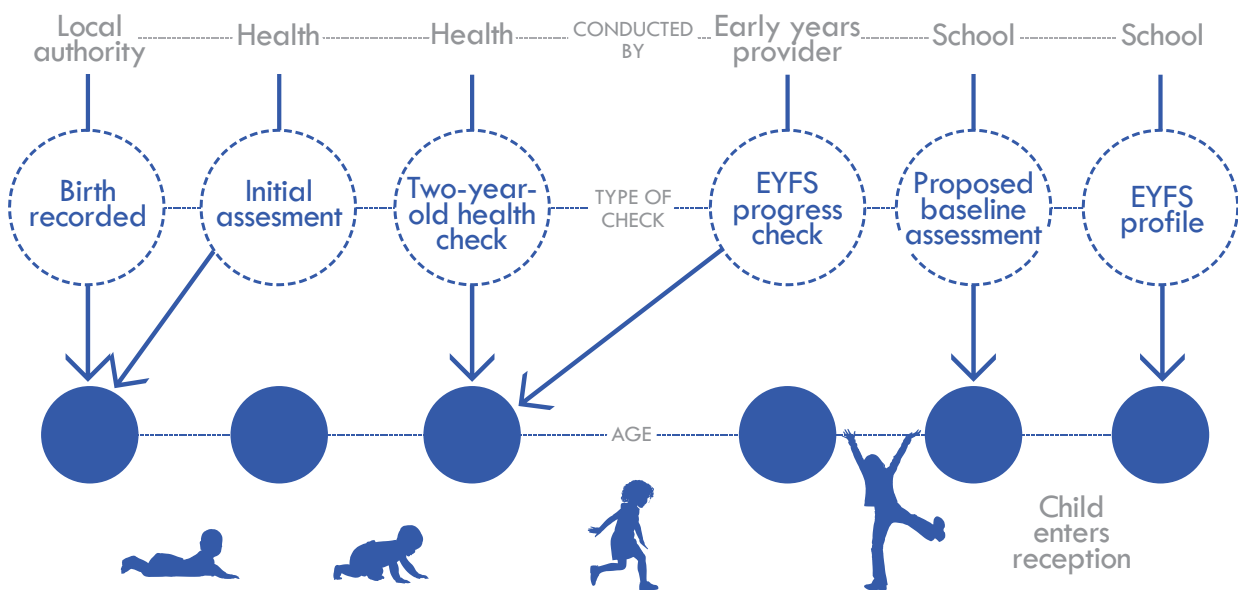 Local
authority
Health
Health
CONDUCTED
BY
Early years
provider
School
School
Birth
recorded
Initial
assesment
Two-year-
old health
check
TYPE OF
CHECK
EYFS
progress
check
Proposed
baseline
assessment
EYFS
profile
AGE
Child
enters
reception